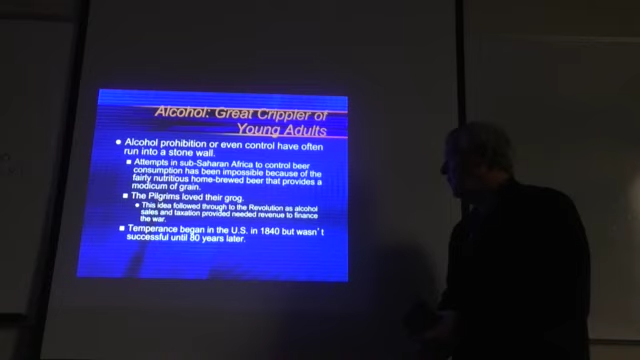 Alcohol: Great Crippler of
Young Adults
Alcohol prohibition or even control have often
run into a stone wall.
Attempts in sub-Saharan Africa to control beer
consumption has been impossible because of the
fairly nutritious home-brewed beer that provides a
modicum of grain.
The Pilgrims loved their grog.
This idea followed through to the Revolution as alcohol
sales and taxation provided needed revenue to finance
the war.
Temperance began in the U.S. in 1840 but wasn't
successful until 80 years later.